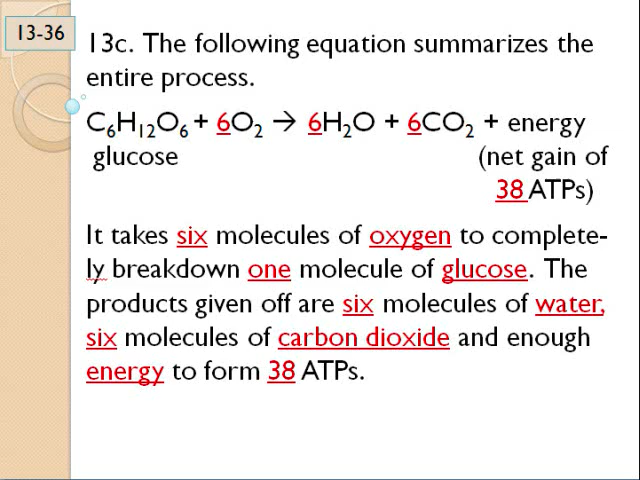 13-36
13c. The following equation summarizes the
entire process.
C₆H₁₂O₆ + 6O₂ → 6H₂O + 6CO₂ + energy
glucose (net gain of
38 ATPs)
It takes six molecules of oxygen to complete-
ly breakdown one molecule of glucose. The
products given off are six molecules of water,
six molecules of carbon dioxide and enough
energy to form 38 ATPs.